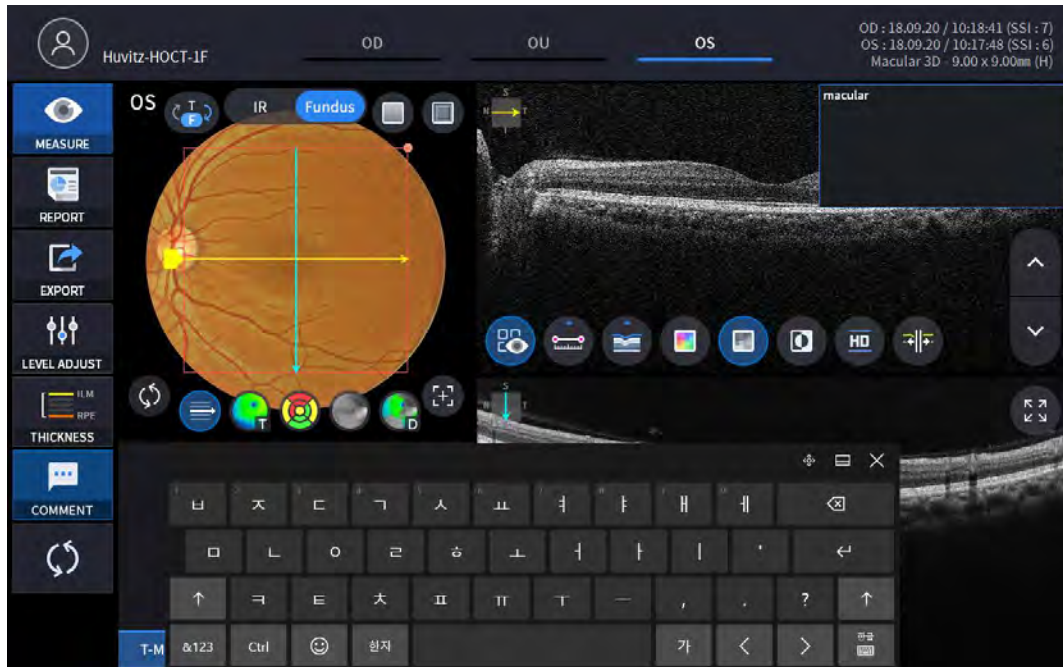 Huvitz-HOCT-1F
OD
OU
OS
OD : 18.09.20 / 10:18:41 (SSI : 7)
OS : 18.09.20 / 10:17:48 (SSI : 6)
Macular 3D - 9.00 x 9.00mm (H)
MEASURE
REPORT
EXPORT
LEVEL ADJUST
ILM
RPE
THICKNESS
COMMENT
OS
T
F
IR
Fundus
T
D
S
N
T
macular
HD
S
T
ㅂ ㅈ ㄷ ㄱ ㅅ ㅛ ㅕ ㅑ ㅐ ㅔ
ㅁ ㄴ ㅇ ㄹ ㅎ ㅗ ㅓ ㅏ ㅣ '
ㅋ ㅌ ㅊ ㅍ ㅠ ㅜ ㅡ , . ?
T-M
&123 Ctrl 한자 가 < > 한글